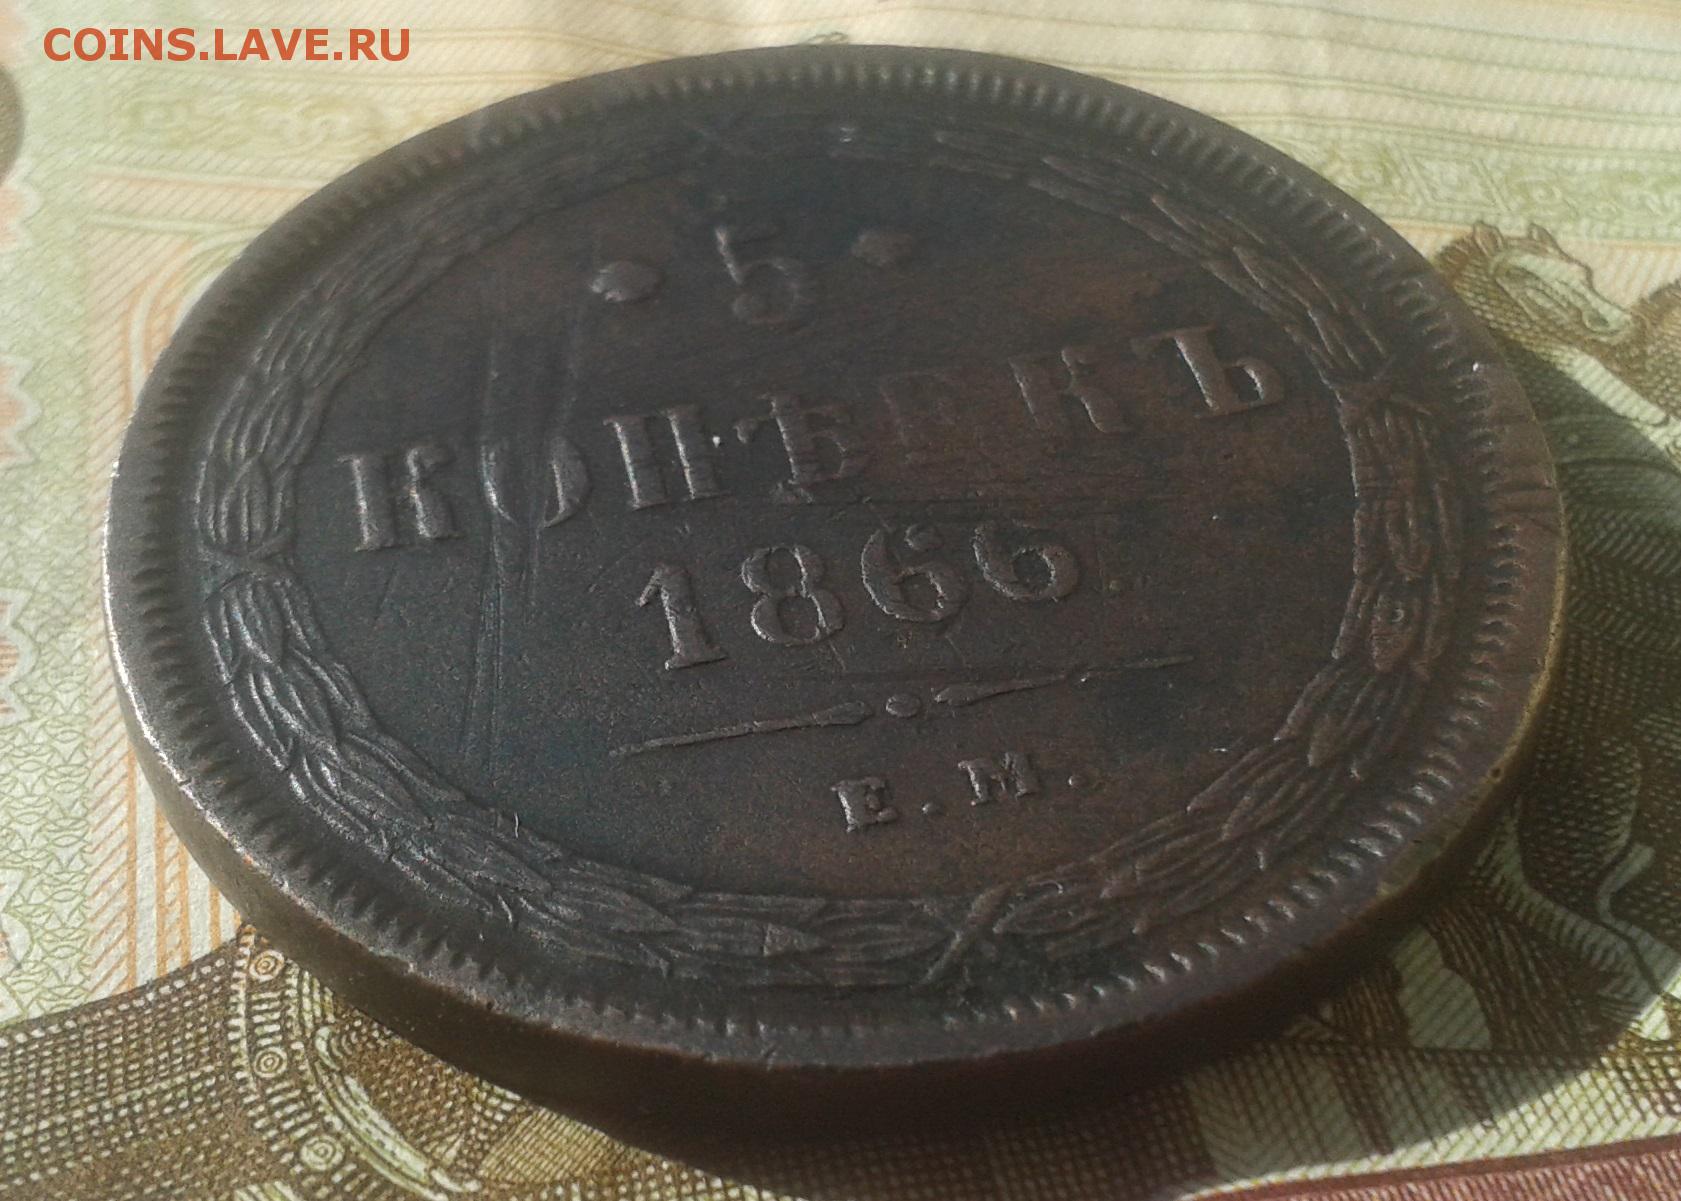 COINS.LAVE.RU
• 5 •
КОПѢЕКЪ
1866
Е.М.